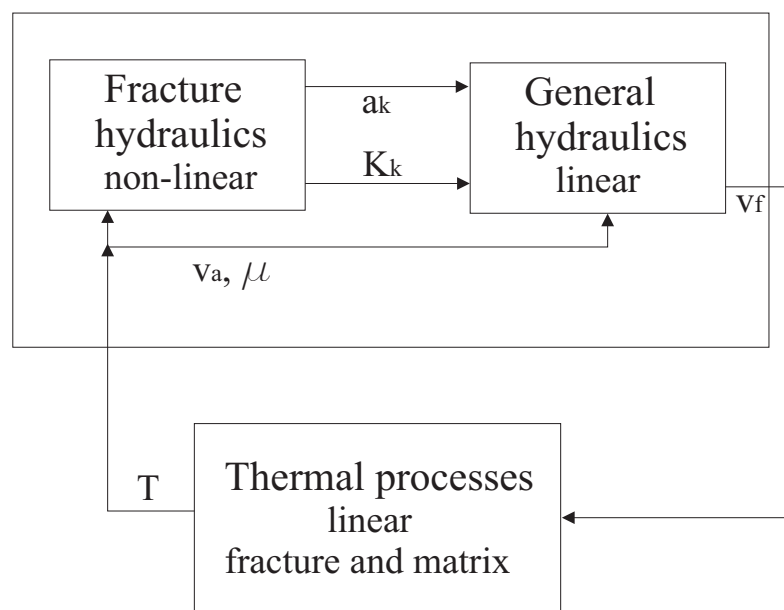 Fracture
hydraulics
non-linear
ak
Kk
General
hydraulics
linear
vf
va, μ
T
Thermal processes
linear
fracture and matrix